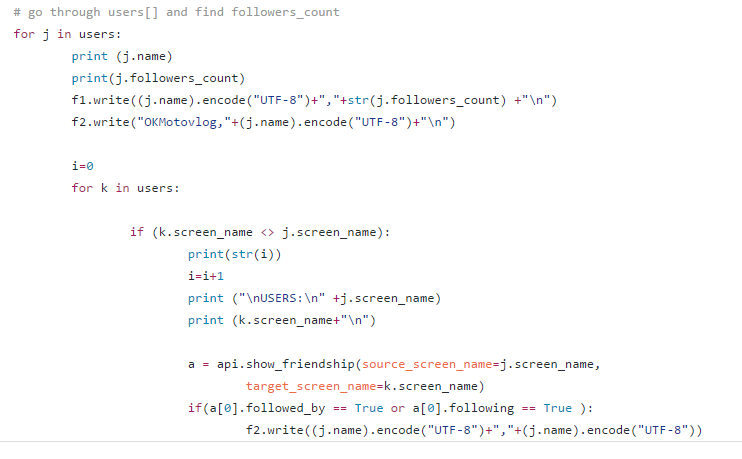 # go through users[] and find followers_count
for j in users:
print (j.name)
print(j.followers_count)
f1.write((j.name).encode("UTF-8")+","+str(j.followers_count) +"\n")
f2.write("OKMotovlog,"+(j.name).encode("UTF-8")+"\n")
i=0
for k in users:
if (k.screen_name <> j.screen_name):
print(str(i))
i=i+1
print ("\nUSERS:\n" +j.screen_name)
print (k.screen_name+"\n")
a = api.show_friendship(source_screen_name=j.screen_name,
target_screen_name=k.screen_name)
if(a[0].followed_by == True or a[0].following == True ):
f2.write((j.name).encode("UTF-8")+","+(j.name).encode("UTF-8"))